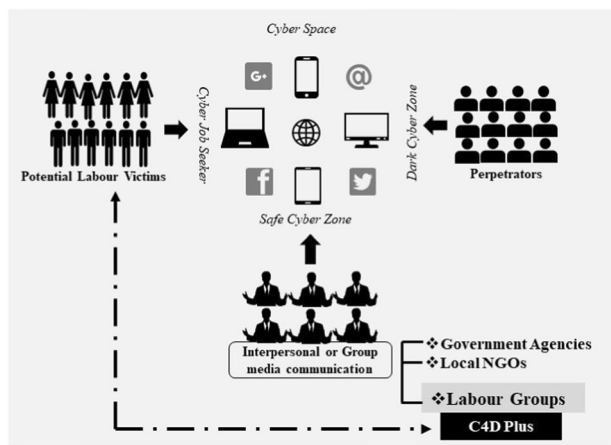 Cyber Space
G+
@
Cyber Job Seeker
Dark Cyber Zone
Potential Labour Victims
Perpetrators
f
Safe Cyber Zone
Interpersonal or Group
media communication
❖Government Agencies
❖Local NGOs
❖Labour Groups
C4D Plus